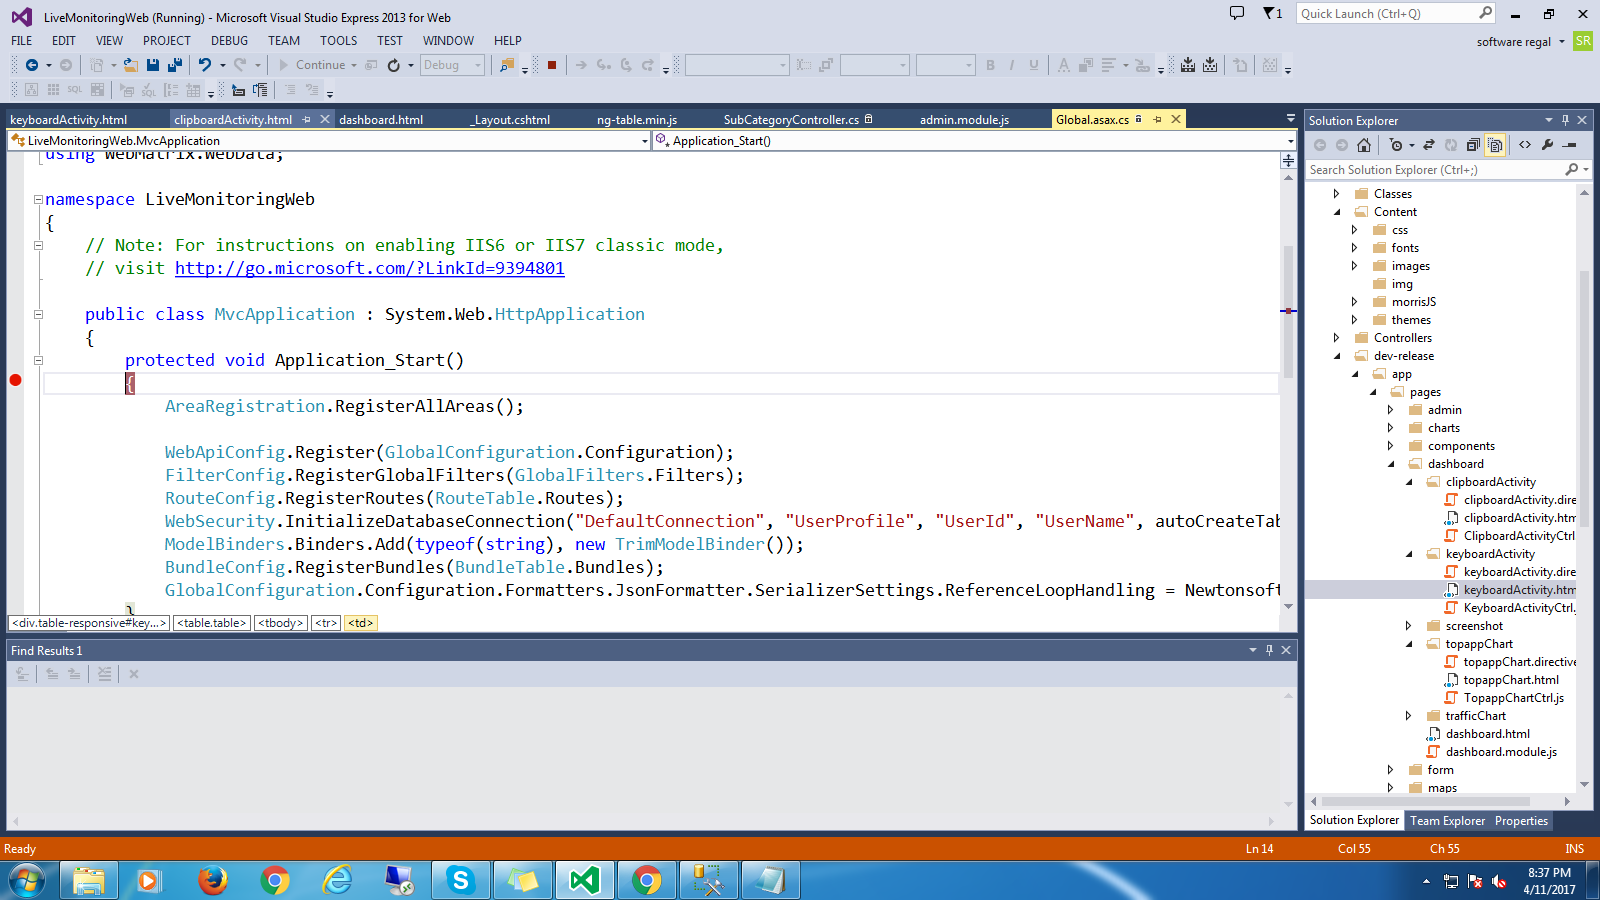 LiveMonitoringWeb (Running) - Microsoft Visual Studio Express 2013 for Web
1
Quick Launch (Ctrl+Q)
FILE EDIT VIEW PROJECT DEBUG TEAM TOOLS TEST WINDOW HELP
software regal
SR
Continue
Debug
B I U
SQL
keyboardActivity.html clipboardActivity.html dashboard.html _Layout.cshtml ng-table.min.js SubCategoryController.cs admin.module.js Global.asax.cs
LiveMonitoringWeb.MvcApplication
Application_Start()
using WebMatrix.WebData;
namespace LiveMonitoringWeb
{
// Note: For instructions on enabling IIS6 or IIS7 classic mode,
// visit http://go.microsoft.com/?LinkId=9394801
public class MvcApplication : System.Web.HttpApplication
{
protected void Application_Start()
{
AreaRegistration.RegisterAllAreas();
WebApiConfig.Register(GlobalConfiguration.Configuration);
FilterConfig.RegisterGlobalFilters(GlobalFilters.Filters);
RouteConfig.RegisterRoutes(RouteTable.Routes);
WebSecurity.InitializeDatabaseConnection("DefaultConnection", "UserProfile", "UserId", "UserName", autoCreateTab
ModelBinders.Binders.Add(typeof(string), new TrimModelBinder());
BundleConfig.RegisterBundles(BundleTable.Bundles);
GlobalConfiguration.Configuration.Formatters.JsonFormatter.SerializerSettings.ReferenceLoopHandling = Newtonsoft
}
<div.table-responsive#key...> <table.table> <tbody> <tr> <td>
Find Results 1
Solution Explorer
Search Solution Explorer (Ctrl+;)
Classes
Content
css
fonts
images
img
morrisJS
themes
Controllers
dev-release
app
pages
admin
charts
components
dashboard
clipboardActivity
clipboardActivity.dire
clipboardActivity.htm
ClipboardActivityCtrl
keyboardActivity
keyboardActivity.dire
keyboardActivity.htm
KeyboardActivityCtrl.
screenshot
topappChart
topappChart.directive
topappChart.html
TopappChartCtrl.js
trafficChart
dashboard.html
dashboard.module.js
form
maps
Solution Explorer Team Explorer Properties
Ready
Ln 14 Col 55 Ch 55 INS
8:37 PM
4/11/2017